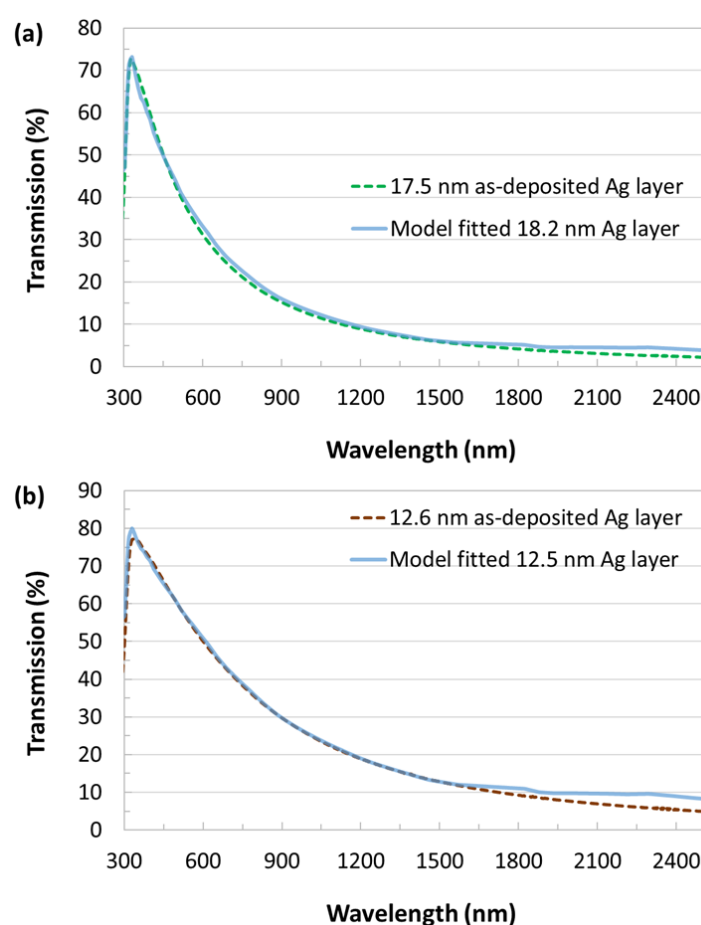 (a)
80
70
60
50
40
30
20
10
0
Transmission (%)
17.5 nm as-deposited Ag layer
Model fitted 18.2 nm Ag layer
300 600 900 1200 1500 1800 2100 2400
Wavelength (nm)
(b)
90
80
70
60
50
40
30
20
10
0
Transmission (%)
12.6 nm as-deposited Ag layer
Model fitted 12.5 nm Ag layer
300 600 900 1200 1500 1800 2100 2400
Wavelength (nm)